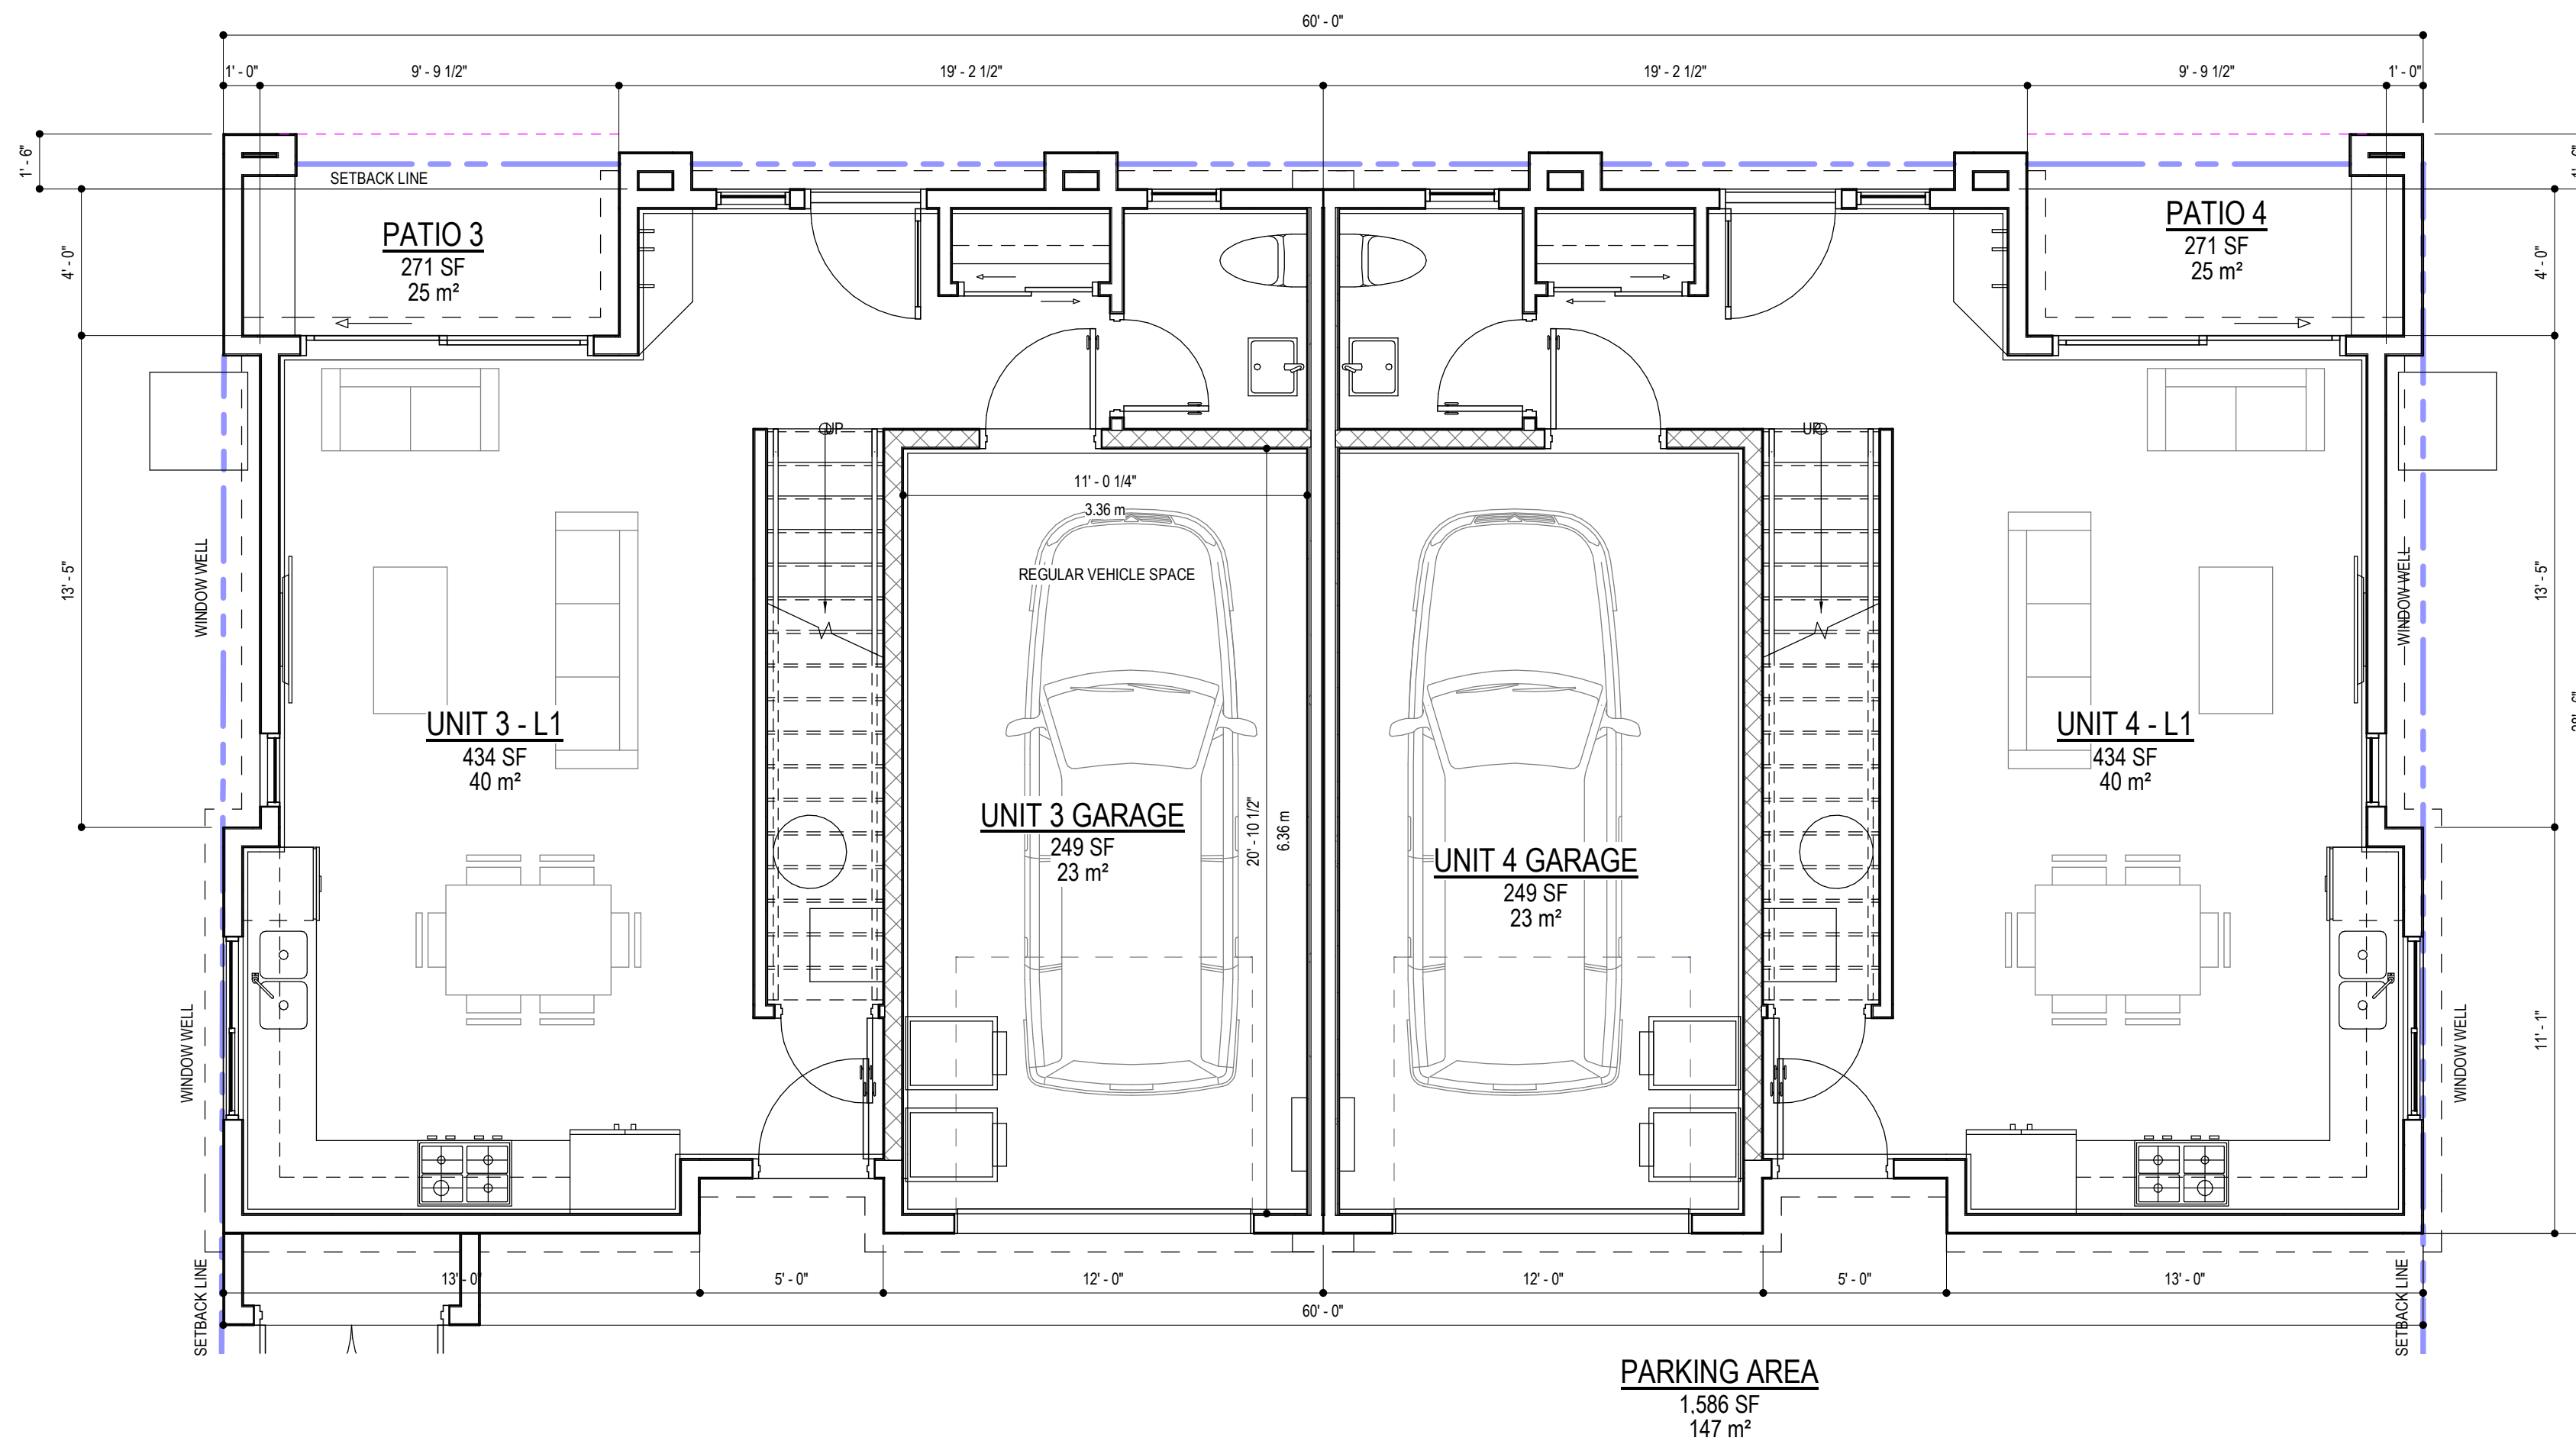 60' - 0"
1' - 0"
9' - 9 1/2"
19' - 2 1/2"
19' - 2 1/2"
9' - 9 1/2"
1' - 0"
1' - 6"
SETBACK LINE
4' - 0"
PATIO 3
271 SF
25 m²
PATIO 4
271 SF
25 m²
4' - 0"
UP
UP
11' - 0 1/4"
3.36 m
REGULAR VEHICLE SPACE
WINDOW WELL
13' - 5"
WINDOW WELL
13' - 5"
UNIT 3 - L1
434 SF
40 m²
UNIT 4 - L1
434 SF
40 m²
UNIT 3 GARAGE
249 SF
23 m²
20' - 10 1/2"
6.36 m
UNIT 4 GARAGE
249 SF
23 m²
WINDOW WELL
WINDOW WELL
11' - 1"
SETBACK LINE
13' - 0"
5' - 0"
12' - 0"
12' - 0"
5' - 0"
13' - 0"
SETBACK LINE
60' - 0"
PARKING AREA
1,586 SF
147 m²